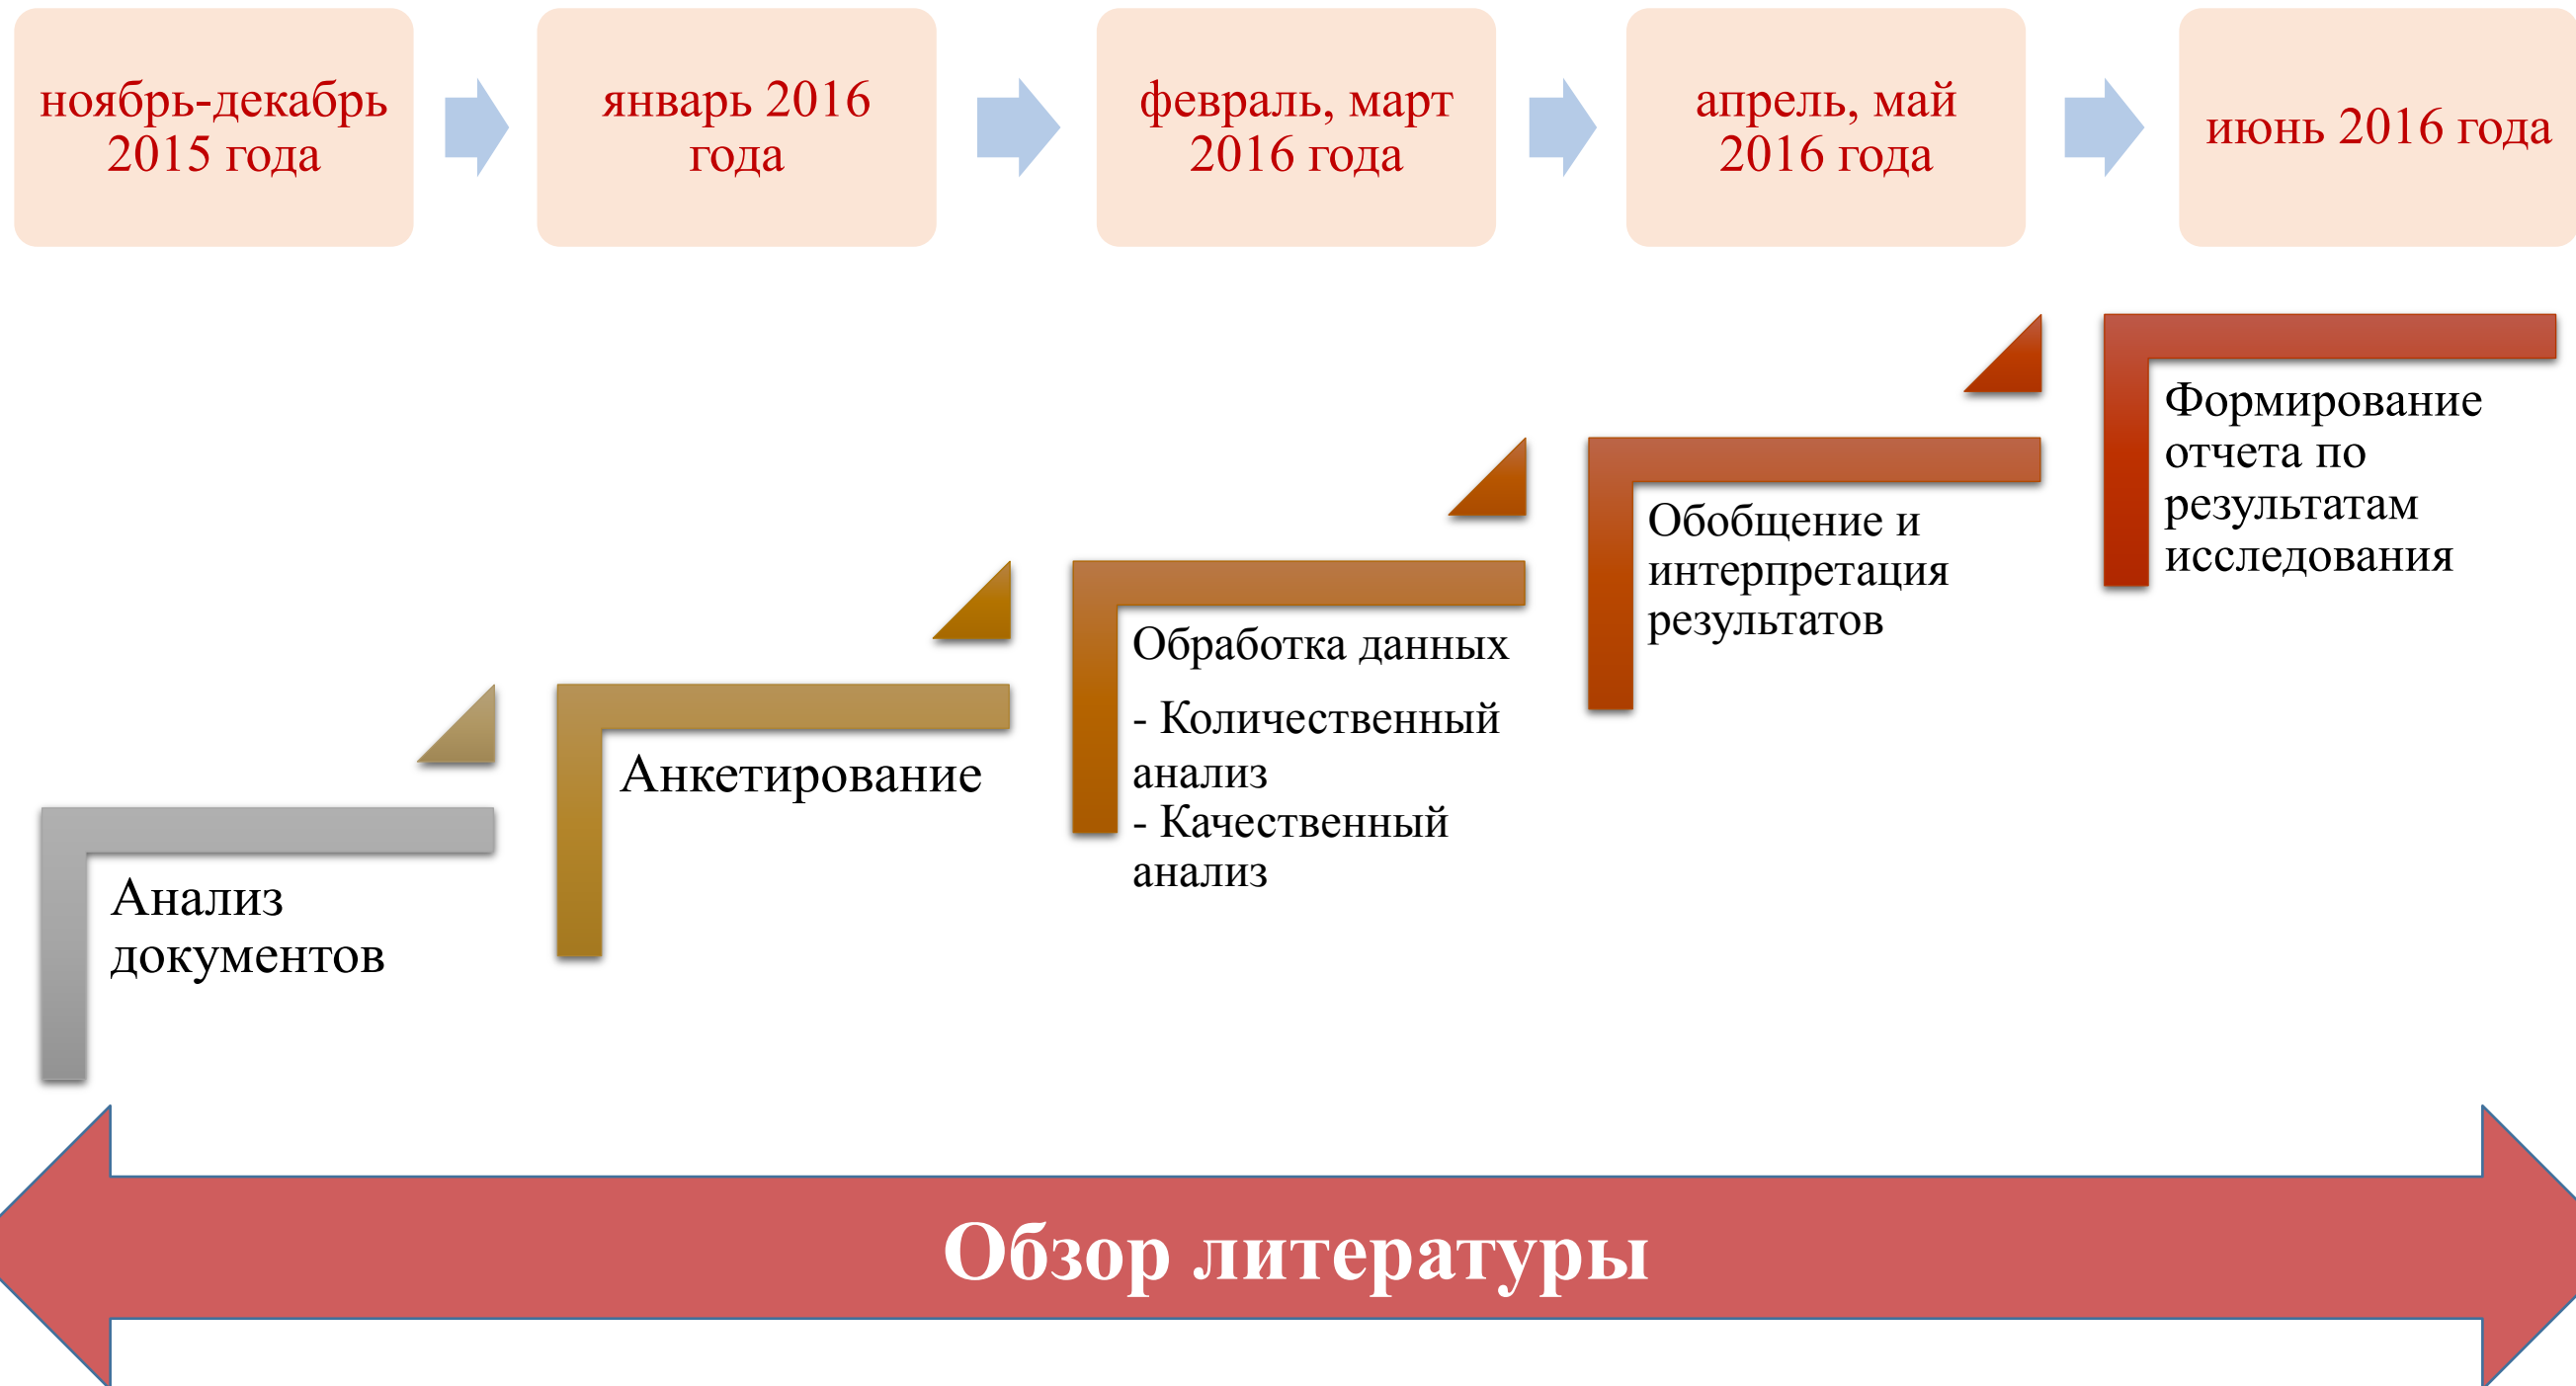 ноябрь-декабрь
2015 года
январь 2016
года
февраль, март
2016 года
апрель, май
2016 года
июнь 2016 года
Анализ
документов
Анкетирование
Обработка данных
- Количественный
анализ
- Качественный
анализ
Обобщение и
интерпретация
результатов
Формирование
отчета по
результатам
исследования
Обзор литературы